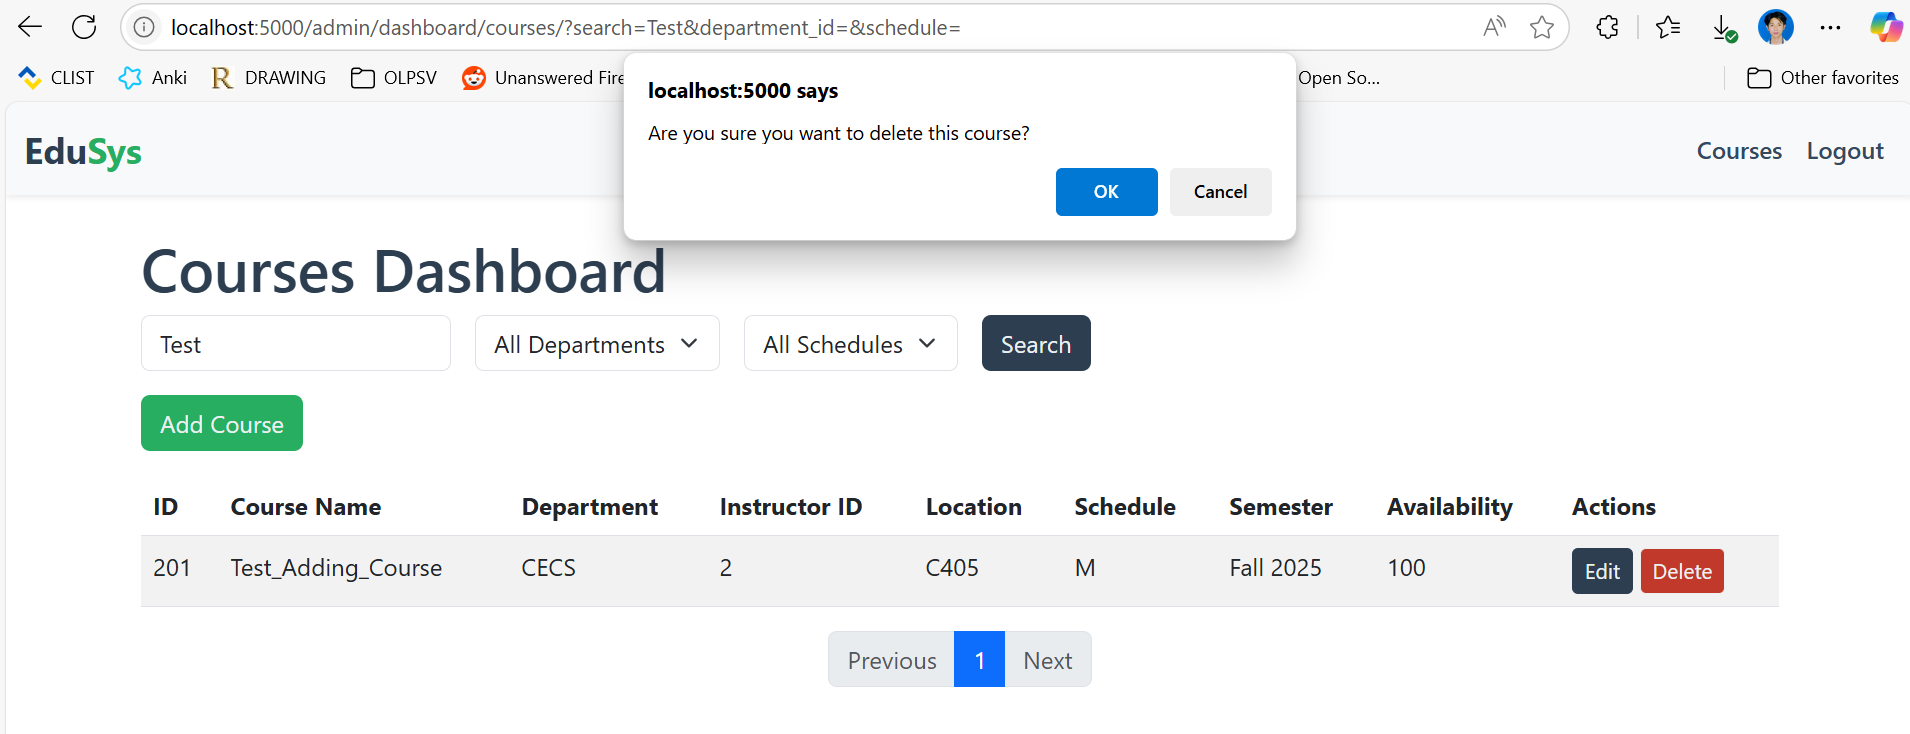 localhost:5000/admin/dashboard/courses/?search=Test&department_id=&schedule=
CLIST Anki DRAWING OLPSV Unanswered Fire Open So... Other favorites
localhost:5000 says
Are you sure you want to delete this course?
OK Cancel
EduSys Courses Logout
Courses Dashboard
Test All Departments All Schedules Search
Add Course
ID Course Name Department Instructor ID Location Schedule Semester Availability Actions
201 Test_Adding_Course CECS 2 C405 M Fall 2025 100 Edit Delete
Previous 1 Next